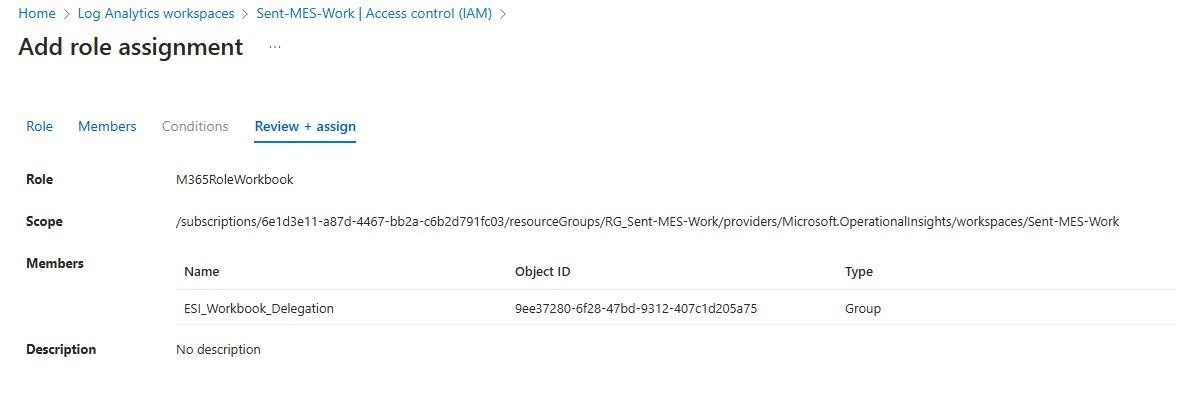 Home > Log Analytics workspaces > Sent-MES-Work | Access control (IAM) >
Add role assignment ...
Role Members Conditions Review + assign
Role M365RoleWorkbook
Scope /subscriptions/6e1d3e11-a87d-4467-bb2a-c6b2d791fc03/resourceGroups/RG_Sent-MES-Work/providers/Microsoft.OperationalInsights/workspaces/Sent-MES-Work
Members Name Object ID Type
ESI_Workbook_Delegation 9ee37280-6f28-47bd-9312-407c1d205a75 Group
Description No description